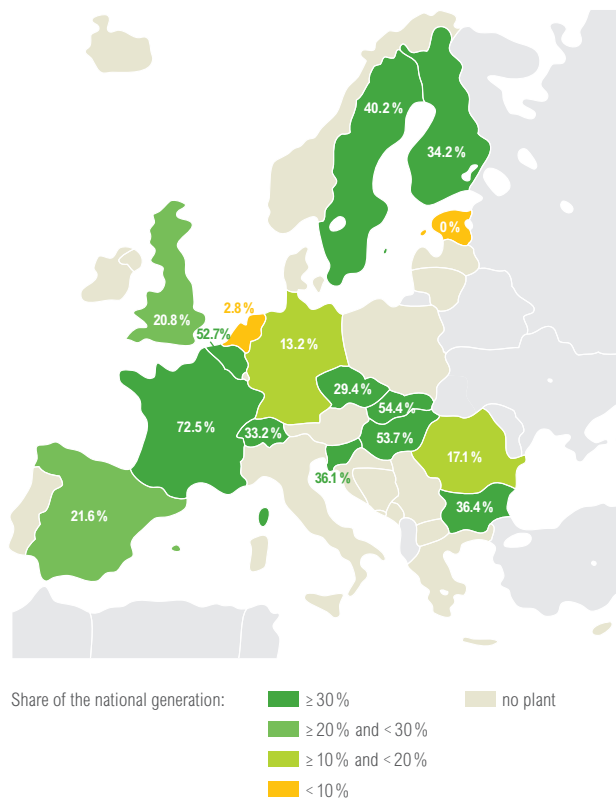 40.2 %
34.2 %
0 %
2.8 %
20.8 %
52.7%
13.2 %
29.4 %
54.4 %
72.5 %
33.2 %
53.7 %
17.1 %
36.1 %
36.4 %
21.6 %
Share of the national generation:
≥ 30 %
no plant
≥ 20 % and < 30 %
≥ 10 % and < 20 %
< 10 %